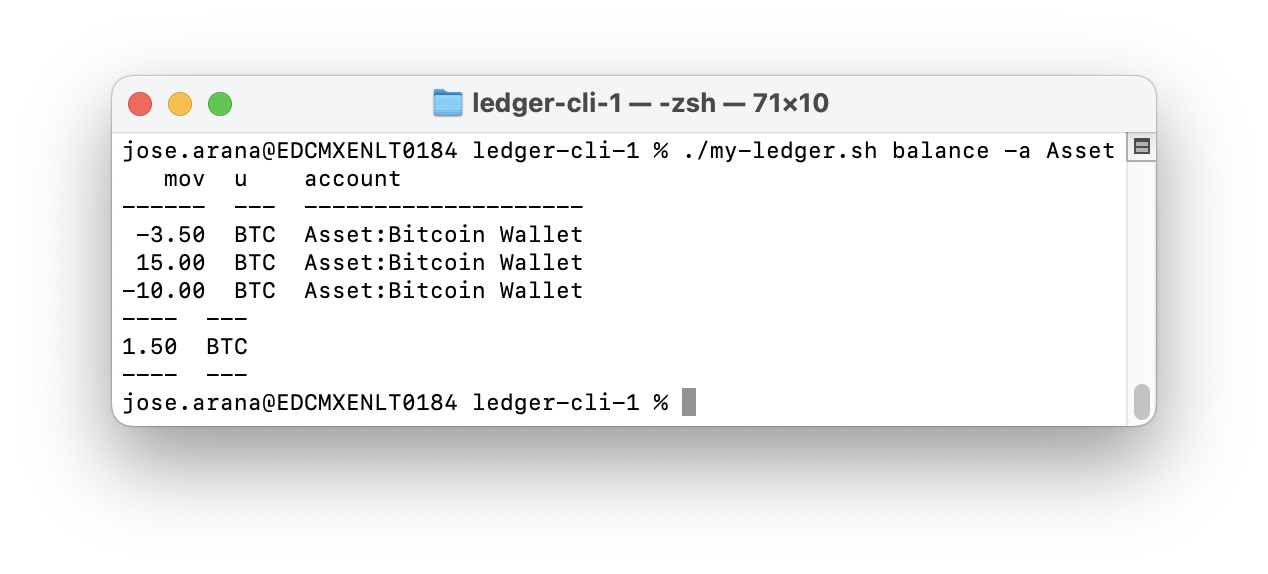 ledger-cli-1 — -zsh — 71×10
jose.arana@EDCMXENLT0184 ledger-cli-1 % ./my-ledger.sh balance -a Asset
   mov  u    account
------  ---  --------------------
 -3.50  BTC  Asset:Bitcoin Wallet
 15.00  BTC  Asset:Bitcoin Wallet
-10.00  BTC  Asset:Bitcoin Wallet
----  ---
1.50  BTC
----  ---
jose.arana@EDCMXENLT0184 ledger-cli-1 %